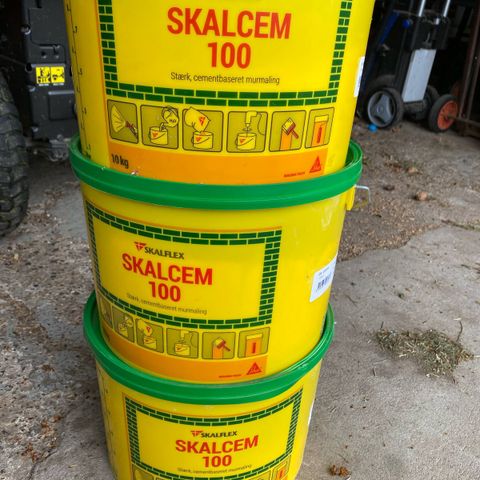 SKALCEM
100
Stærk, cementbaseret murmaling
10 kg
SKALFLEX
SKALCEM
100
Stærk, cementbaseret murmaling
SKALFLEX
SKALCEM
100
Stærk, cementbaseret murmaling